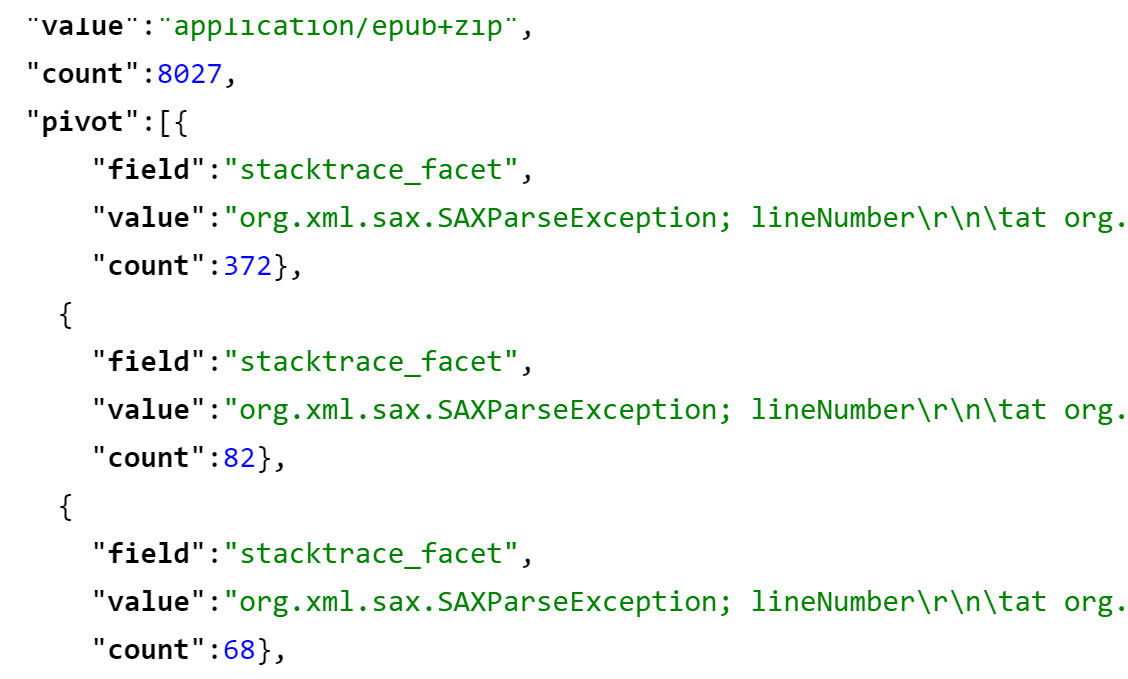 "value":"application/epub+zip",
"count":8027,
"pivot":[{
"field":"stacktrace_facet",
"value":"org.xml.sax.SAXParseException; lineNumber\r\n\tat org.
"count":372},
{
"field":"stacktrace_facet",
"value":"org.xml.sax.SAXParseException; lineNumber\r\n\tat org.
"count":82},
{
"field":"stacktrace_facet",
"value":"org.xml.sax.SAXParseException; lineNumber\r\n\tat org.
"count":68},